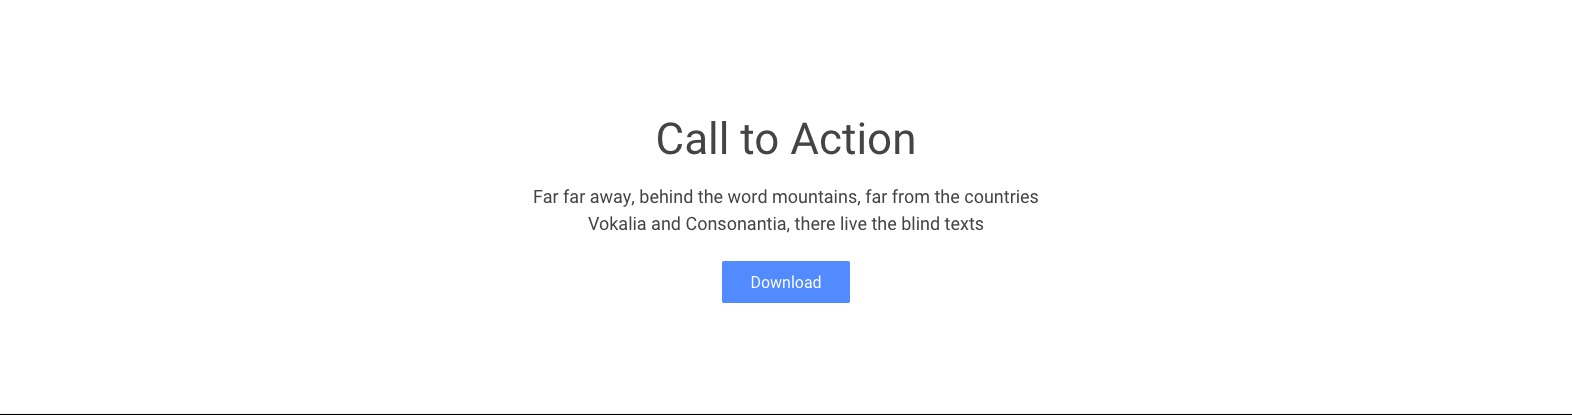 Call to Action
Far far away, behind the word mountains, far from the countries
Vokalia and Consonantia, there live the blind texts
Download